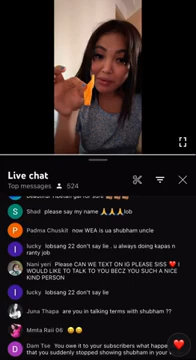 Live chat
Top messages 524
Shad please say my name 🙏🙏🙏lob
Padma Chuskit now WEA is ua shubham uncle
lucky lobsang 22 don't say lie . u always doing kapas n
ranty job
Nani yeri Please CAN WE TEXT ON IG PLEASE SISS ❤️ I
WOULD LIKE TO TALK TO YOU BECZ YOU SUCH A NICE
KIND PERSON
lucky lobsang 22 don't say lie
Juna Thapa are you in talking terms with shubham ??
Mmta Raii 06 😄😄
Dam Tse You owe it to your subscribers what happe
that you suddenly stopped showing shubham in your